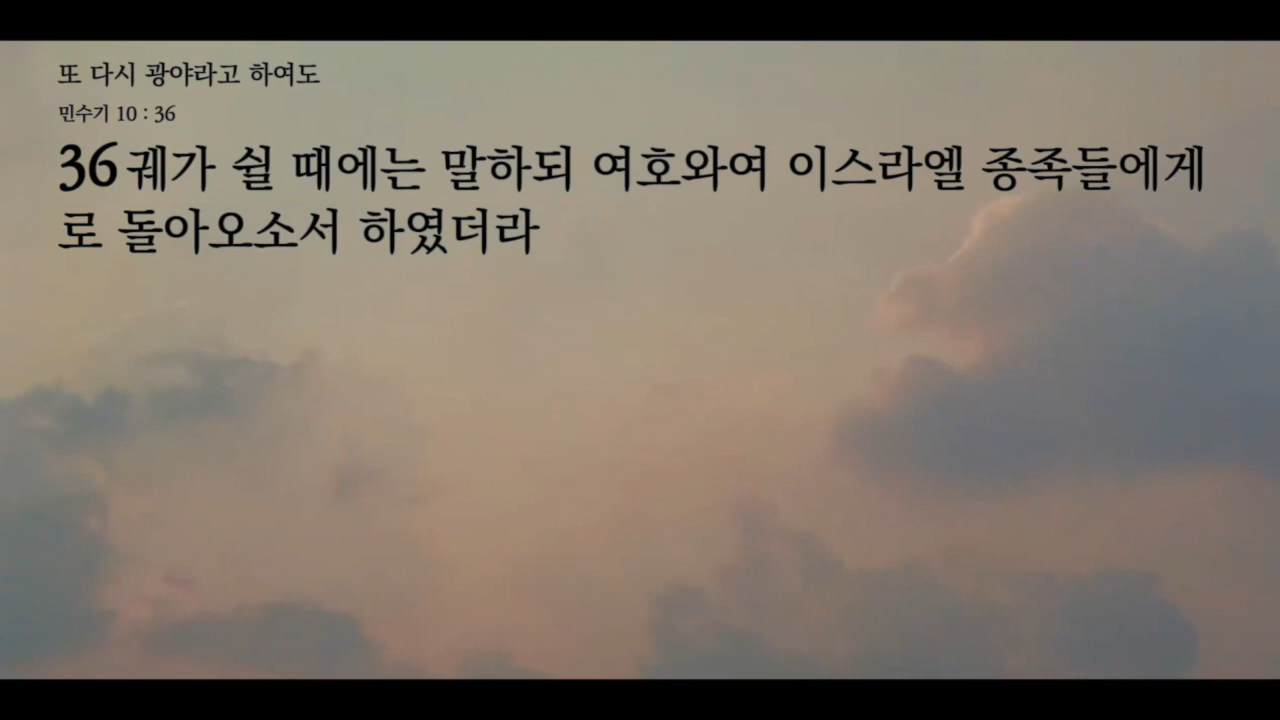 또 다시 광야라고 하여도
민수기 10 : 36
36 궤가 쉴 때에는 말하되 여호와여 이스라엘 종족들에게
로 돌아오소서 하였더라